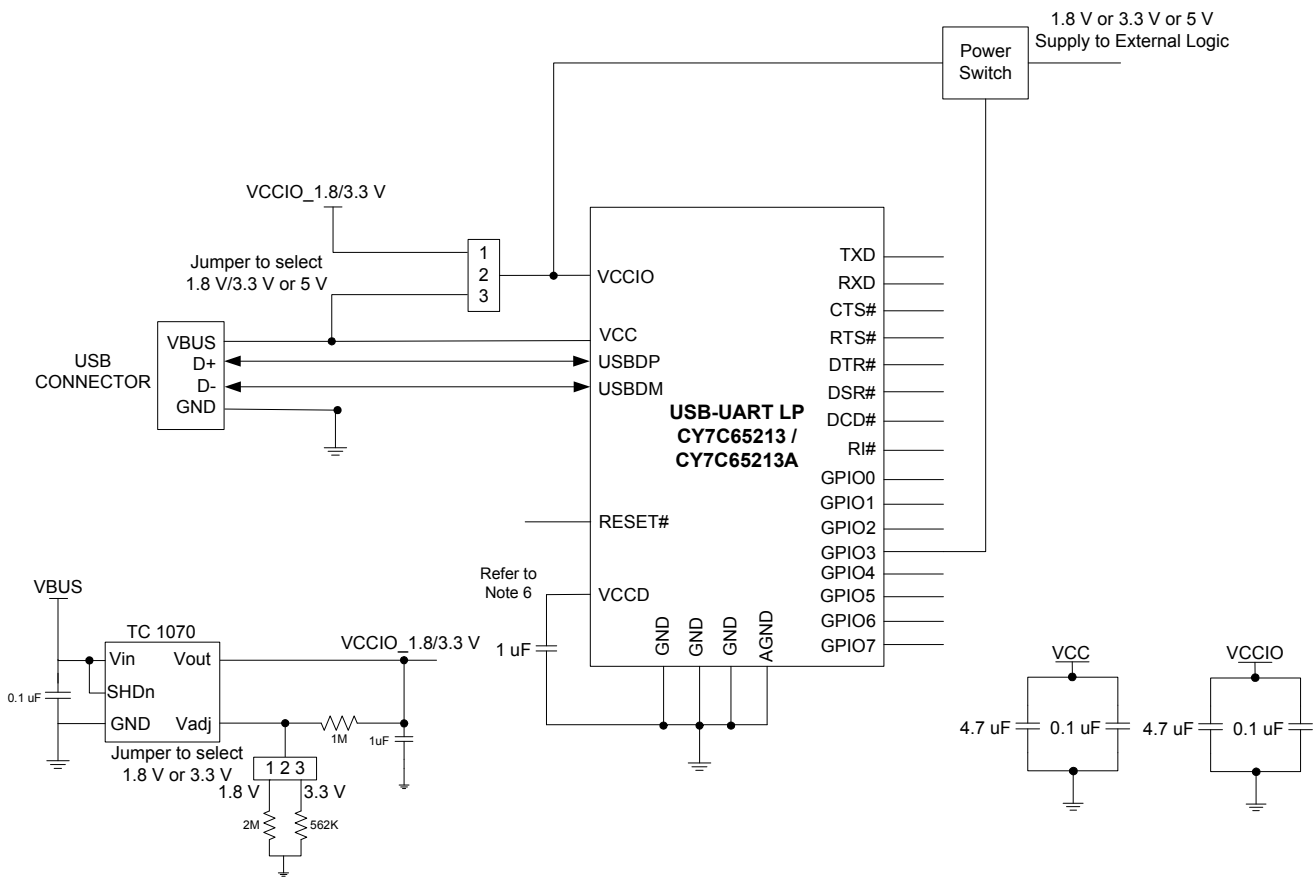 1.8 V or 3.3 V or 5 V
Supply to External Logic
Power
Switch
VCCIO_1.8/3.3 V
Jumper to select
1.8 V/3.3 V or 5 V
1
2
3
USB
CONNECTOR
VBUS
D+
D-
GND
VCCIO
VCC
USBDP
USBDM
RESET#
VCCD
USB-UART LP
CY7C65213 /
CY7C65213A
TXD
RXD
CTS#
RTS#
DTR#
DSR#
DCD#
RI#
GPIO0
GPIO1
GPIO2
GPIO3
GPIO4
GPIO5
GPIO6
GPIO7
GND
GND
GND
AGND
Refer to
Note 6
1 uF
VBUS
TC 1070
Vin
Vout
SHDn
GND
Vadj
VCCIO_1.8/3.3 V
0.1 uF
1M
1uF
Jumper to select
1.8 V or 3.3 V
1 2 3
1.8 V
3.3 V
2M
562K
VCC
4.7 uF
0.1 uF
VCCIO
4.7 uF
0.1 uF